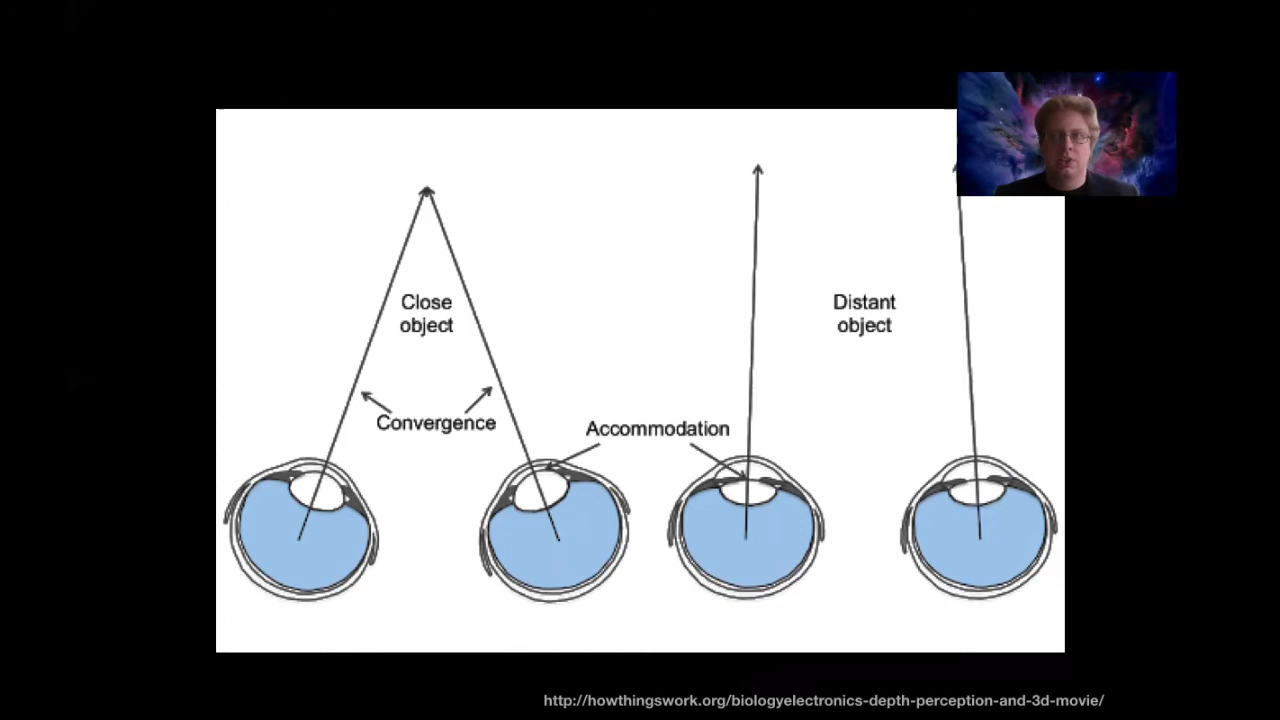 Close
object
Distant
object
Convergence
Accommodation
http://howthingswork.org/biologyelectronics-depth-perception-and-3d-movie/